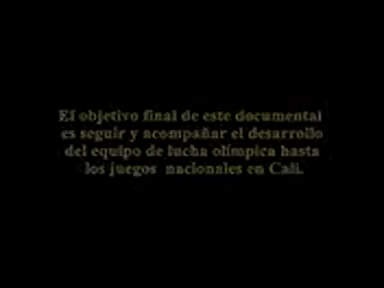 El objetivo final de este documental
es seguir y acompañar el desarrollo
del equipo de lucha olímpica hasta
los juegos nacionales en Cali.